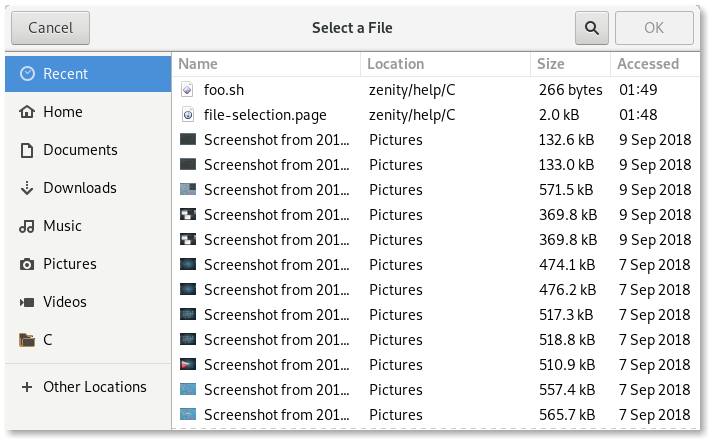 Cancel Select a File OK
Name Location Size Accessed
Recent
foo.sh zenity/help/C 266 bytes 01:49
Home
file-selection.page zenity/help/C 2.0 kB 01:48
Screenshot from 201... Pictures 132.6 kB 9 Sep 2018
Documents
Screenshot from 201... Pictures 133.0 kB 9 Sep 2018
Downloads
Screenshot from 201... Pictures 571.5 kB 9 Sep 2018
Screenshot from 201... Pictures 369.8 kB 9 Sep 2018
Music
Screenshot from 201... Pictures 369.8 kB 9 Sep 2018
Pictures
Screenshot from 201... Pictures 474.1 kB 7 Sep 2018
Screenshot from 201... Pictures 476.2 kB 7 Sep 2018
Videos
Screenshot from 201... Pictures 517.3 kB 7 Sep 2018
C
Screenshot from 201... Pictures 518.8 kB 7 Sep 2018
Screenshot from 201... Pictures 510.9 kB 7 Sep 2018
Other Locations
Screenshot from 201... Pictures 557.4 kB 7 Sep 2018
Screenshot from 201... Pictures 565.7 kB 7 Sep 2018